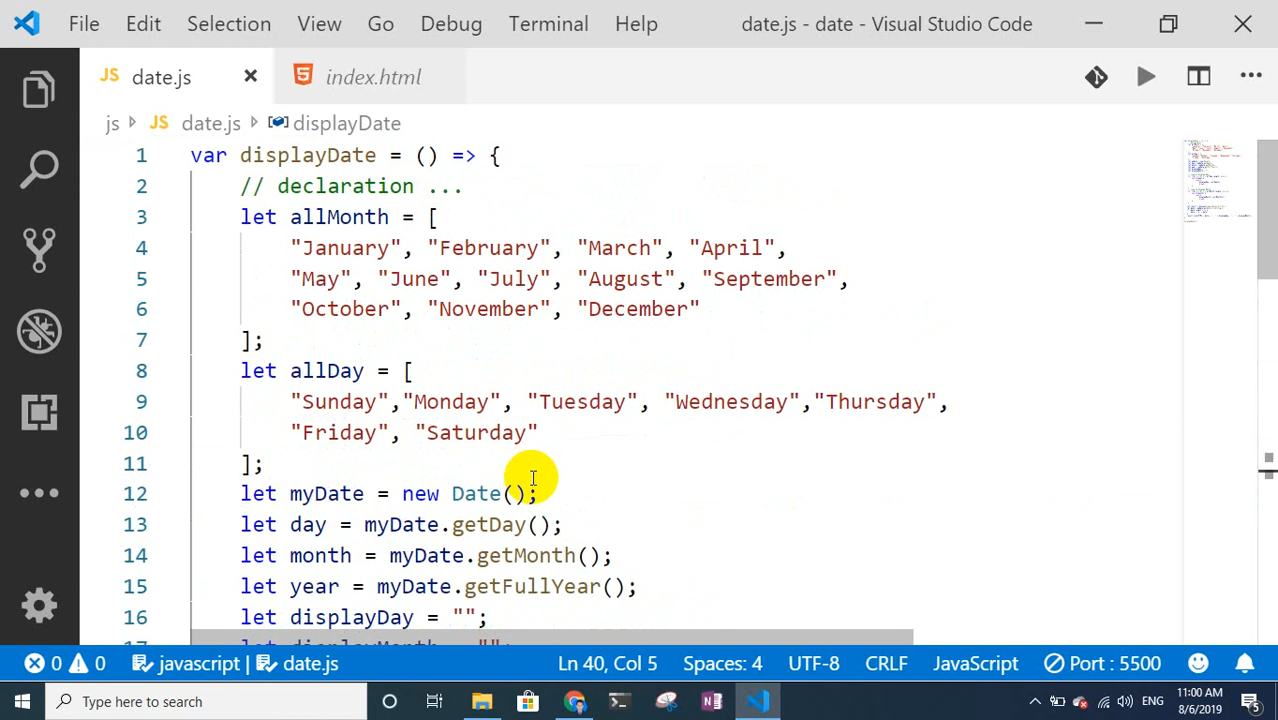 File Edit Selection View Go Debug Terminal Help date.js - date - Visual Studio Code
JS date.js index.html
js JS date.js displayDate
1 var displayDate = () => {
2 // declaration ...
3 let allMonth = [
4 "January", "February", "March", "April",
5 "May", "June", "July", "August", "September",
6 "October", "November", "December"
7 ];
8 let allDay = [
9 "Sunday","Monday", "Tuesday", "Wednesday","Thursday",
10 "Friday", "Saturday"
11 ];
12 let myDate = new Date();
13 let day = myDate.getDay();
14 let month = myDate.getMonth();
15 let year = myDate.getFullYear();
16 let displayDay = "";
17 let displayMonth = "";
0 0 javascript | date.js Ln 40, Col 5 Spaces: 4 UTF-8 CRLF JavaScript Port : 5500
Type here to search ENG 11:00 AM
8/6/2019 5